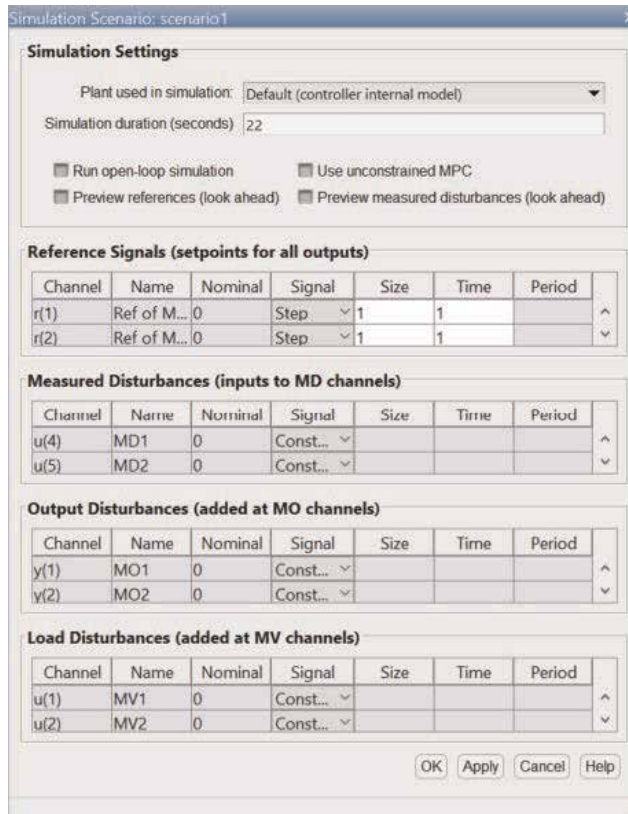 Simulation Scenario: scenario1
Simulation Settings
Plant used in simulation: Default (controller internal model)
Simulation duration (seconds) 22
Run open-loop simulation Use unconstrained MPC
Preview references (look ahead) Preview measured disturbances (look ahead)
Reference Signals (setpoints for all outputs)
Channel Name Nominal Signal Size Time Period
r(1) Ref of M... 0 Step 1 1
r(2) Ref of M... 0 Step 1 1
Measured Disturbances (inputs to MD channels)
Channel Name Nominal Signal Size Time Period
u(4) MD1 0 Const...
u(5) MD2 0 Const...
Output Disturbances (added at MO channels)
Channel Name Nominal Signal Size Time Period
y(1) MO1 0 Const...
y(2) MO2 0 Const...
Load Disturbances (added at MV channels)
Channel Name Nominal Signal Size Time Period
u(1) MV1 0 Const...
u(2) MV2 0 Const...
OK Apply Cancel Help